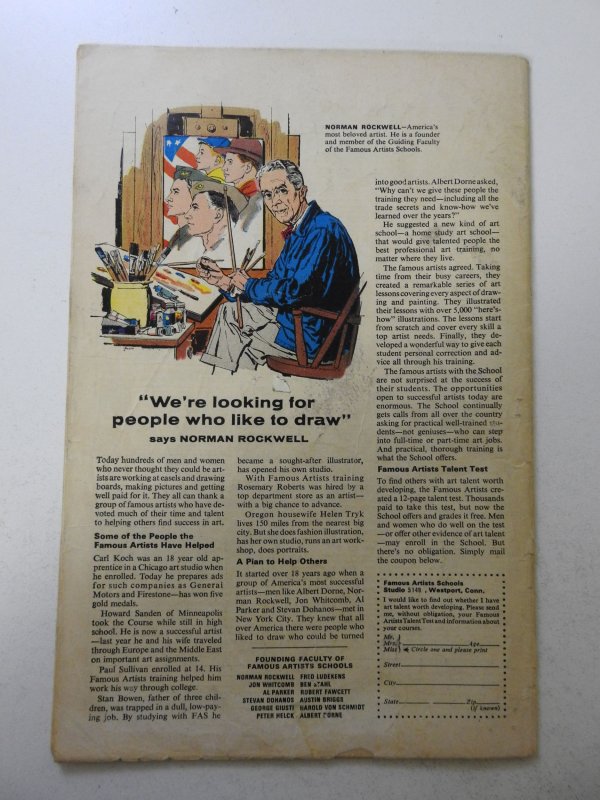 NORMAN ROCKWELL—America's
most beloved artist. He is a founder
and member of the Guiding Faculty
of the Famous Artists Schools.
"We're looking for
people who like to draw"
says NORMAN ROCKWELL
Today hundreds of men and women
who never thought they could be art-
ists are working at easels and drawing
boards, making pictures and getting
well paid for it. They all can thank a
group of famous artists who have de-
voted much of their time and talent
to helping others find success in art.
Some of the People the
Famous Artists Have Helped
Carl Koch was an 18 year old ap-
prentice in a Chicago art studio when
he enrolled. Today he prepares ads
for such companies as General
Motors and Firestone—has won five
gold medals.
Howard Sanden of Minneapolis
took the Course while still in high
school. He is now a successful artist
—last year he and his wife traveled
through Europe and the Middle East
on important art assignments.
Paul Sullivan enrolled at 14. His
Famous Artists training helped him
work his way through college.
Stan Bowen, father of three chil-
dren, was trapped in a dull, low-pay-
ing job. By studying with FAS he
became a sought-after illustrator,
has opened his own studio.
With Famous Artists training
Rosemary Roberts was hired by a
top department store as an artist—
with a big chance to advance.
Oregon housewife Helen Tryk
lives 150 miles from the nearest big
city. But she does fashion illustration,
has her own studio, runs an art work-
shop, does portraits.
A Plan to Help Others
It started over 18 years ago when a
group of America's most successful
artists—men like Albert Dorne, Nor-
man Rockwell, Jon Whitcomb, Al
Parker and Stevan Dohanos—met in
New York City. They knew that all
over America there were people who
liked to draw who could be turned
FOUNDING FACULTY OF
FAMOUS ARTISTS SCHOOLS
NORMAN ROCKWELL FRED LUDEKENS
JON WHITCOMB BEN STAHL
AL PARKER ROBERT FAWCETT
STEVAN DOHANOS AUSTIN BRIGGS
GEORGE GIUSTI HAROLD VON SCHMIDT
PETER HELCK ALBERT DORNE
into good artists. Albert Dorne asked,
"Why can't we give these people the
training they need—including all the
trade secrets and know-how we've
learned over the years?"
He suggested a new kind of art
school—a home study art school—
that would give talented people the
best professional art training, no
matter where they live.
The famous artists agreed. Taking
time from their busy careers, they
created a remarkable series of art
lessons covering every aspect of draw-
ing and painting. They illustrated
their lessons with over 5,000 "here's-
how" illustrations. The lessons start
from scratch and cover every skill a
top artist needs. Finally, they de-
veloped a wonderful way to give each
student personal correction and ad-
vice all through his training.
The famous artists with the School
are not surprised at the success of
their students. The opportunities
open to successful artists today are
enormous. The School continually
gets calls from all over the country
asking for practical well-trained stu-
dents—not geniuses—who can step
into full-time or part-time art jobs.
And practical, thorough training is
what the School offers.
Famous Artists Talent Test
To find others with art talent worth
developing, the Famous Artists cre-
ated a 12-page talent test. Thousands
paid to take this test, but now the
School offers and grades it free. Men
and women who do well on the test
—or offer other evidence of art talent
—may enroll in the School. But
there's no obligation. Simply mail
the coupon below.
Famous Artists Schools
Studio 5149, Westport, Conn.
I would like to find out whether I have
art talent worth developing. Please send
me, without obligation, your Famous
Artists Talent Test and information about
your courses.
Mr.
Mrs. Age
Miss Circle one and please print
Street
City
State Zip
(if known)